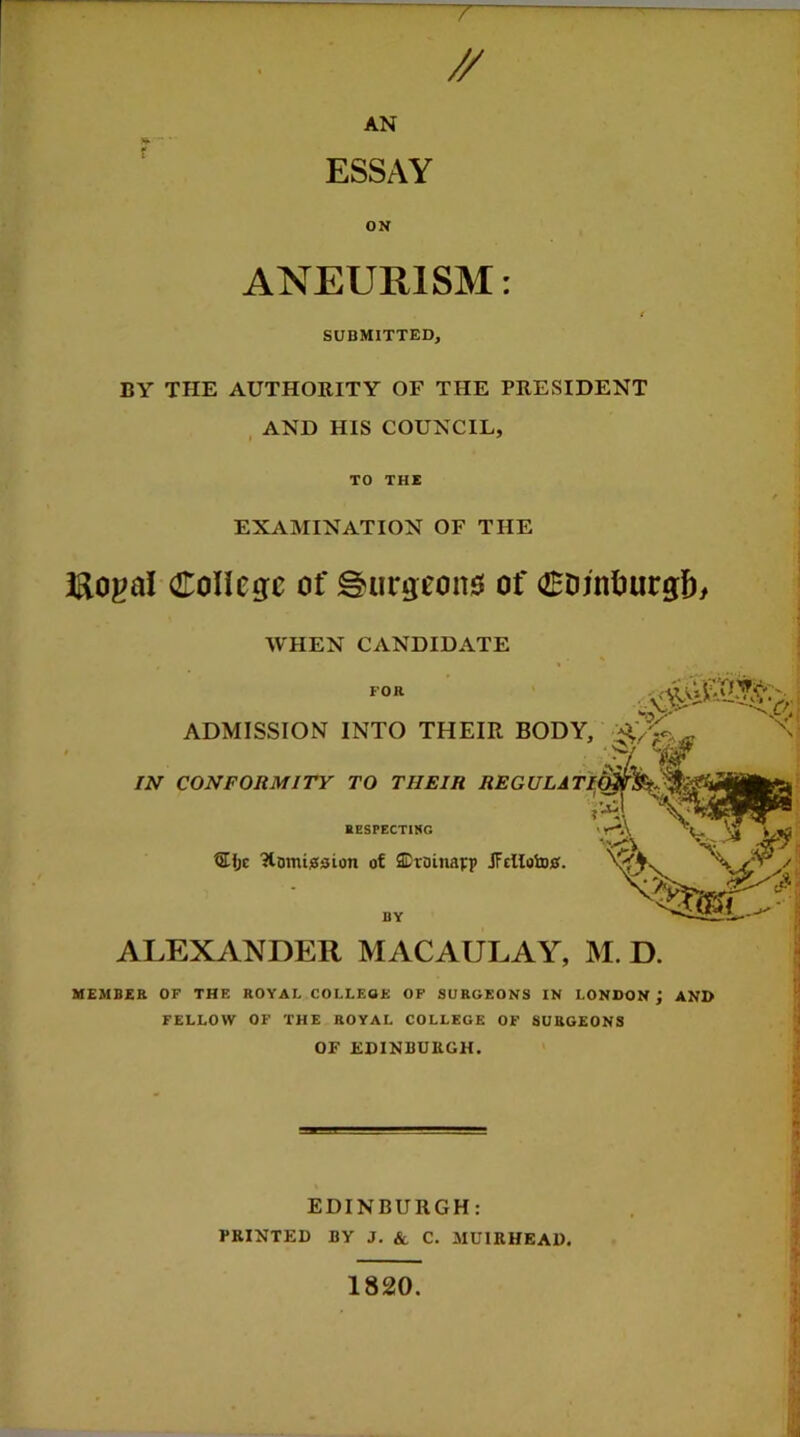 //
AN
ESSAY
ON
ANEURISM:
SUBMITTED,
BY THE AUTHORITY OF THE PRESIDENT
AND HIS COUNCIL,
TO THE
EXAMINATION OF THE
Royal College of Surgeons of Edinburgh,
WHEN CANDIDATE
FOR
ADMISSION INTO THEIR BODY,
IN CONFORMITY TO THEIR REGULATIONS
RESPECTING
The Admission of Ordinary Fellows.
BY
ALEXANDER MACAULAY, M. D.
MEMBER OF THE ROYAL COLLEGE OF SURGEONS IN LONDON; AND
FELLOW OF THE ROYAL COLLEGE OF SURGEONS
OF EDINBURGH.
EDINBURGH:
PRINTED BY J. & C. MUIRHEAD.
1820.